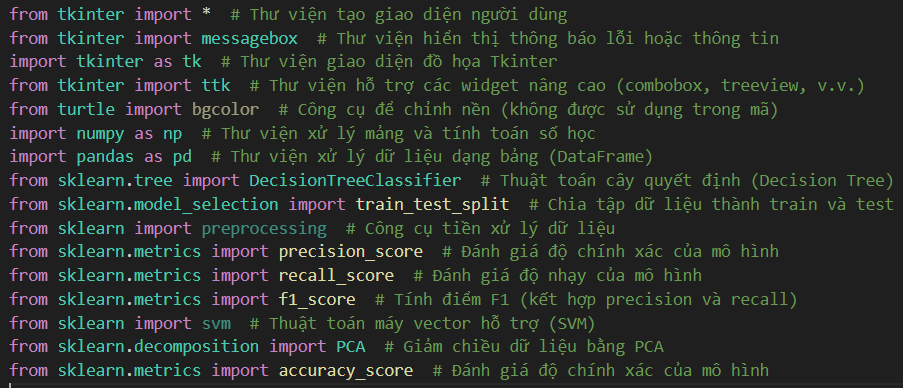 from tkinter import *  # Thư viện tạo giao diện người dùng
from tkinter import messagebox  # Thư viện hiển thị thông báo lỗi hoặc thông tin
import tkinter as tk  # Thư viện giao diện đồ họa Tkinter
from tkinter import ttk  # Thư viện hỗ trợ các widget nâng cao (combobox, treeview, v.v.)
from turtle import bgcolor  # Công cụ để chỉnh nền (không được sử dụng trong mã)
import numpy as np  # Thư viện xử lý mảng và tính toán số học
import pandas as pd  # Thư viện xử lý dữ liệu dạng bảng (DataFrame)
from sklearn.tree import DecisionTreeClassifier  # Thuật toán cây quyết định (Decision Tree)
from sklearn.model_selection import train_test_split  # Chia tập dữ liệu thành train và test
from sklearn import preprocessing  # Công cụ tiền xử lý dữ liệu
from sklearn.metrics import precision_score  # Đánh giá độ chính xác của mô hình
from sklearn.metrics import recall_score  # Đánh giá độ nhạy của mô hình
from sklearn.metrics import f1_score  # Tính điểm F1 (kết hợp precision và recall)
from sklearn import svm  # Thuật toán máy vector hỗ trợ (SVM)
from sklearn.decomposition import PCA  # Giảm chiều dữ liệu bằng PCA
from sklearn.metrics import accuracy_score  # Đánh giá độ chính xác của mô hình